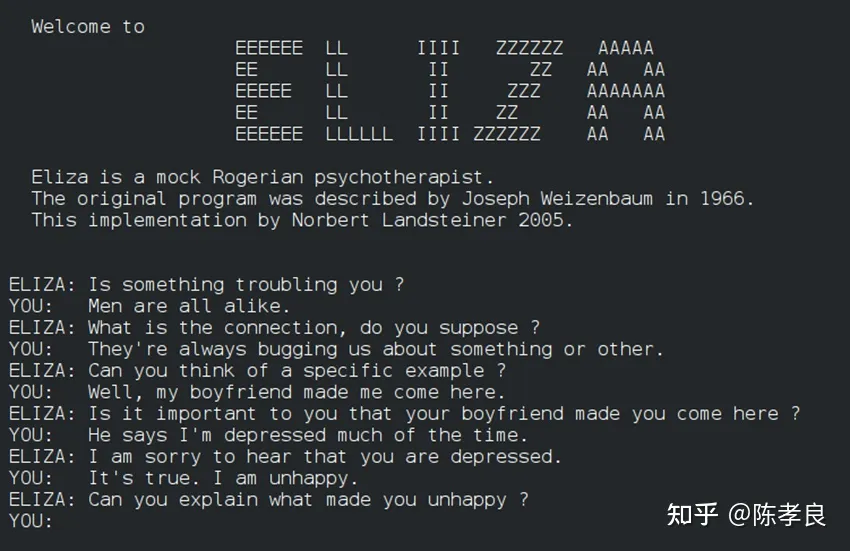 Welcome to
EEEEEE LL IIII ZZZZZZ AAAAA
EE LL II ZZ AA AA
EEEEE LL II ZZZ AAAAAAA
EE LL II ZZ AA AA
EEEEEE LLLLLL IIII ZZZZZZ AA AA
Eliza is a mock Rogerian psychotherapist.
The original program was described by Joseph Weizenbaum in 1966.
This implementation by Norbert Landsteiner 2005.
ELIZA: Is something troubling you ?
YOU: Men are all alike.
ELIZA: What is the connection, do you suppose ?
YOU: They're always bugging us about something or other.
ELIZA: Can you think of a specific example ?
YOU: Well, my boyfriend made me come here.
ELIZA: Is it important to you that your boyfriend made you come here ?
YOU: He says I'm depressed much of the time.
ELIZA: I am sorry to hear that you are depressed.
YOU: It's true. I am unhappy.
ELIZA: Can you explain what made you unhappy ?
YOU:
知乎 @陈孝良